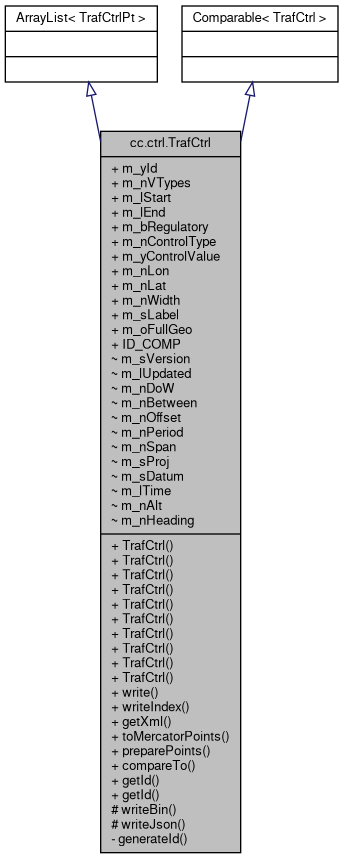 ArrayList< TrafCtrlPt >
Comparable< TrafCtrl >
cc.ctrl.TrafCtrl
+ m_yId
+ m_nVTypes
+ m_lStart
+ m_lEnd
+ m_bRegulatory
+ m_nControlType
+ m_yControlValue
+ m_nLon
+ m_nLat
+ m_nWidth
+ m_sLabel
+ m_oFullGeo
+ ID_COMP
~ m_sVersion
~ m_lUpdated
~ m_nDoW
~ m_nBetween
~ m_nOffset
~ m_nPeriod
~ m_nSpan
~ m_sProj
~ m_sDatum
~ m_lTime
~ m_nAlt
~ m_nHeading
+ TrafCtrl()
+ TrafCtrl()
+ TrafCtrl()
+ TrafCtrl()
+ TrafCtrl()
+ TrafCtrl()
+ TrafCtrl()
+ TrafCtrl()
+ TrafCtrl()
+ TrafCtrl()
+ write()
+ writeIndex()
+ getXml()
+ toMercatorPoints()
+ preparePoints()
+ compareTo()
+ getId()
+ getId()
# writeBin()
# writeJson()
- generateId()